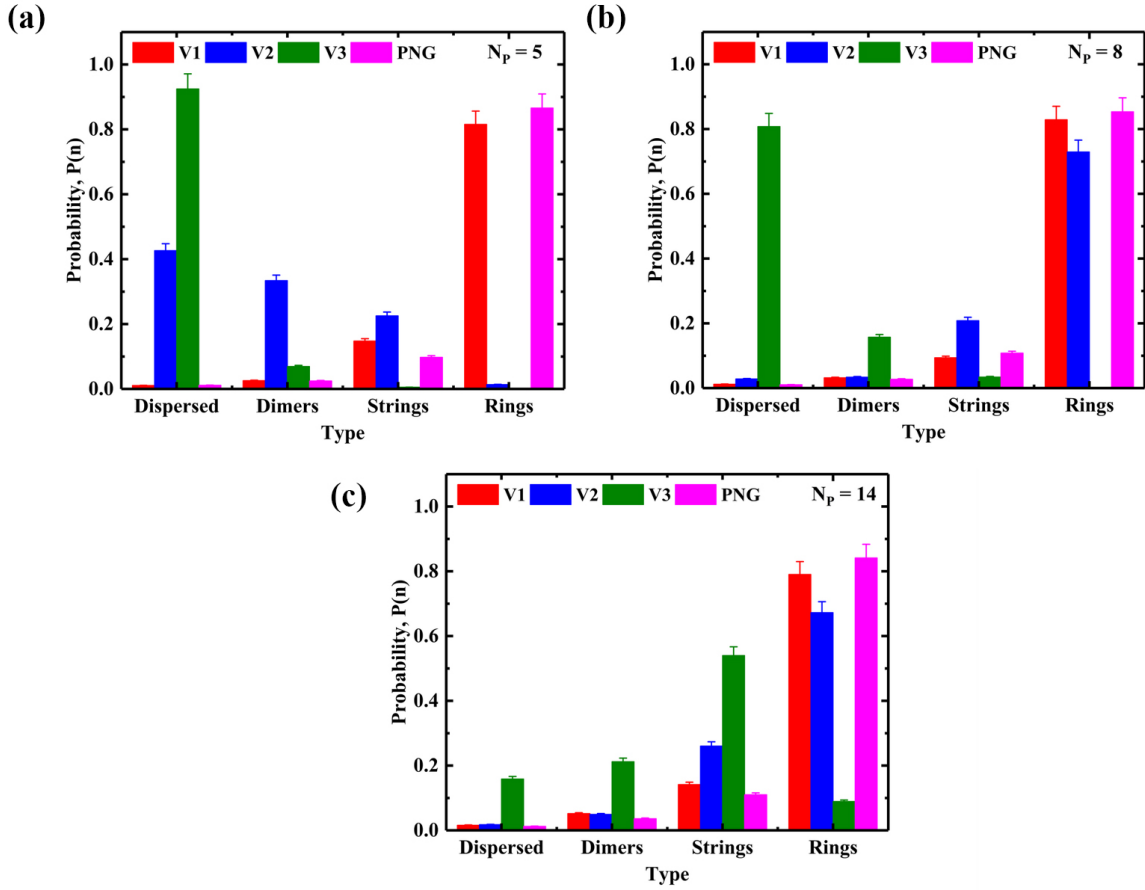 (a)
V1 V2 V3 PNG N_P = 5
1.0
0.8
0.6
0.4
0.2
0.0
Probability, P(n)
Dispersed Dimers Strings Rings
Type
(b)
V1 V2 V3 PNG N_P = 8
1.0
0.8
0.6
0.4
0.2
0.0
Probability, P(n)
Dispersed Dimers Strings Rings
Type
(c)
V1 V2 V3 PNG N_P = 14
1.0
0.8
0.6
0.4
0.2
0.0
Probability, P(n)
Dispersed Dimers Strings Rings
Type